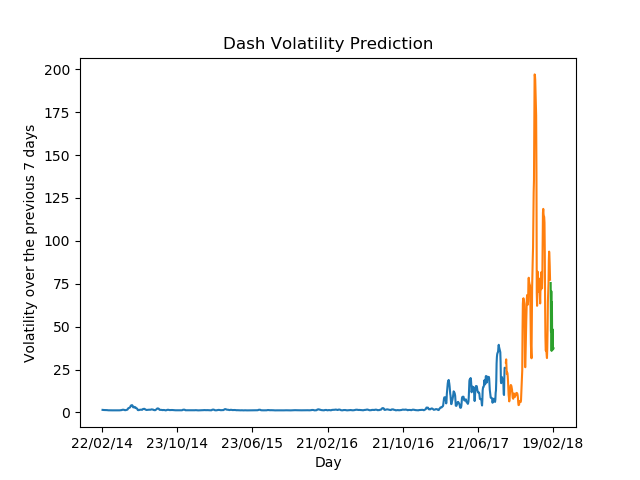 Dash Volatility Prediction
Volatility over the previous 7 days
200
175
150
125
100
75
50
25
0
22/02/14 23/10/14 23/06/15 21/02/16 21/10/16 21/06/17 19/02/18
Day